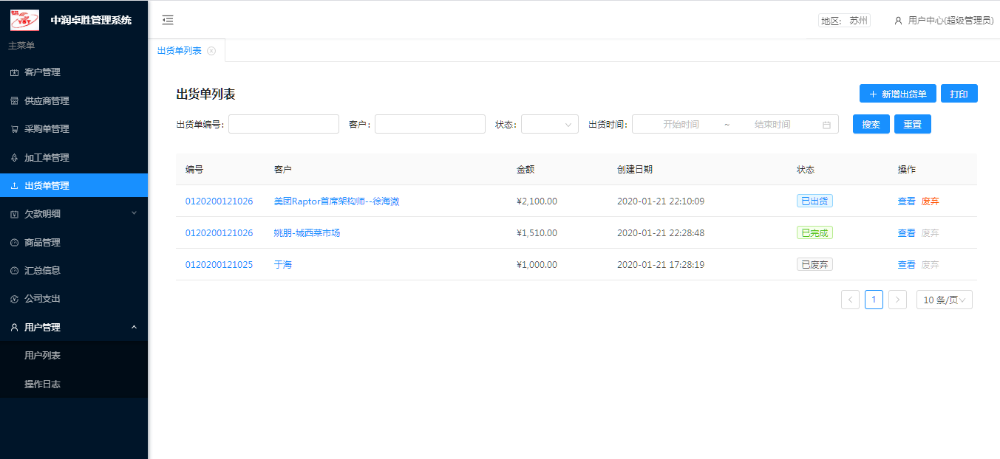 中润卓胜管理系统
地区: 苏州
用户中心(超级管理员)
主菜单
客户管理
供应商管理
采购单管理
加工单管理
出货单管理
欠款明细
商品管理
汇总信息
公司支出
用户管理
用户列表
操作日志
出货单列表
出货单列表
+ 新增出货单 打印
出货单编号: 客户: 状态: 出货时间: 开始时间 ~ 结束时间 搜索 重置
编号 客户 金额 创建日期 状态 操作
0120200121026 美团Raptor首席架构师--徐海激 ¥2,100.00 2020-01-21 22:10:09 已出货 查看 废弃
0120200121026 姚朋-城西菜市场 ¥1,510.00 2020-01-21 22:28:48 已完成 查看 废弃
0120200121025 于海 ¥1,000.00 2020-01-21 17:28:19 已废弃 查看 废弃
< 1 > 10 条/页